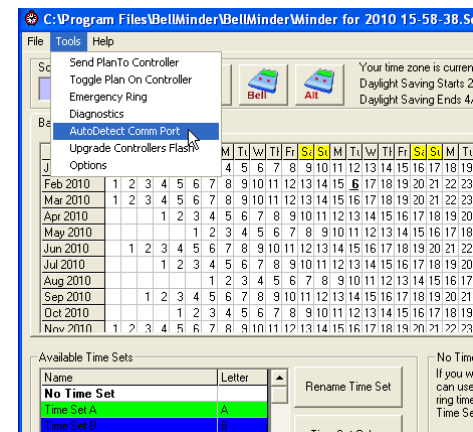 C:\Program Files\BellMinder\BellMinder\Minder for 2010 15-58-38.S
File Tools Help
Send PlanTo Controller
Toggle Plan On Controller
Emergency Ring
Diagnostics
AutoDetect Comm Port
Upgrade Controllers Flash
Options
Bell
Alt
Your time zone is curren
Daylight Saving Starts 2
Daylight Saving Ends 4
M Tu W Th Fr Sa Su M Tu W Th Fr Sa Su M Tu
4 5 6 7 8 9 10 11 12 13 14 15 16 17 18 19
Feb 2010 1 2 3 4 5 6 7 8 9 10 11 12 13 14 15 6 17 18 19 20 21 22 23
Mar 2010 1 2 3 4 5 6 7 8 9 10 11 12 13 14 15 16 17 18 19 20 21 22 23
Apr 2010 1 2 3 4 5 6 7 8 9 10 11 12 13 14 15 16 17 18 19 20
May 2010 1 2 3 4 5 6 7 8 9 10 11 12 13 14 15 16 17 18
Jun 2010 1 2 3 4 5 6 7 8 9 10 11 12 13 14 15 16 17 18 19 20 21 22
Jul 2010 1 2 3 4 5 6 7 8 9 10 11 12 13 14 15 16 17 18 19 20
Aug 2010 1 2 3 4 5 6 7 8 9 10 11 12 13 14 15 16 17
Sep 2010 1 2 3 4 5 6 7 8 9 10 11 12 13 14 15 16 17 18 19 20 21
Oct 2010 1 2 3 4 5 6 7 8 9 10 11 12 13 14 15 16 17 18 19
Nov 2010 1 2 3 4 5 6 7 8 9 10 11 12 13 14 15 16 17 18 19 20 21 22 23
Available Time Sets
Name Letter
No Time Set
Time Set A A
Time Set B B
Rename Time Set
No Time
If you w
can use
ring time
Time Se